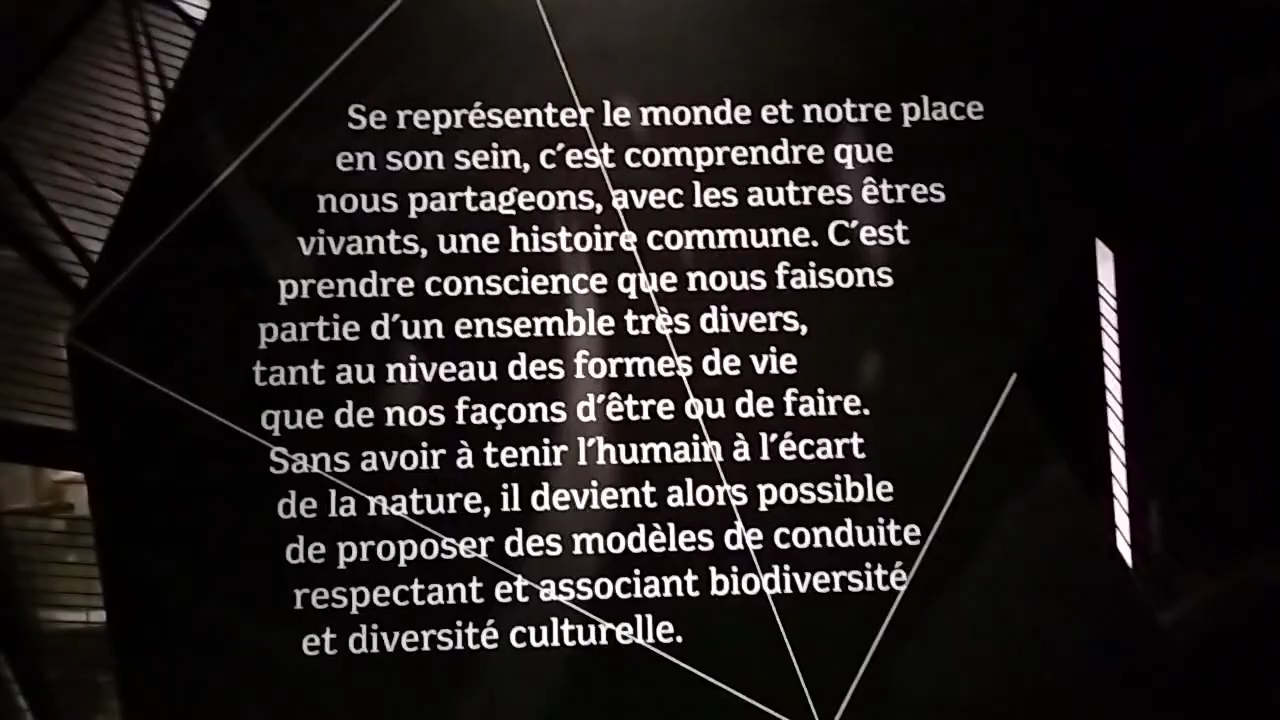 Se représenter le monde et notre place
en son sein, c'est comprendre que
nous partageons, avec les autres êtres
vivants, une histoire commune. C'est
prendre conscience que nous faisons
partie d'un ensemble très divers,
tant au niveau des formes de vie
que de nos façons d'être ou de faire.
Sans avoir à tenir l'humain à l'écart
de la nature, il devient alors possible
de proposer des modèles de conduite
respectant et associant biodiversité
et diversité culturelle.